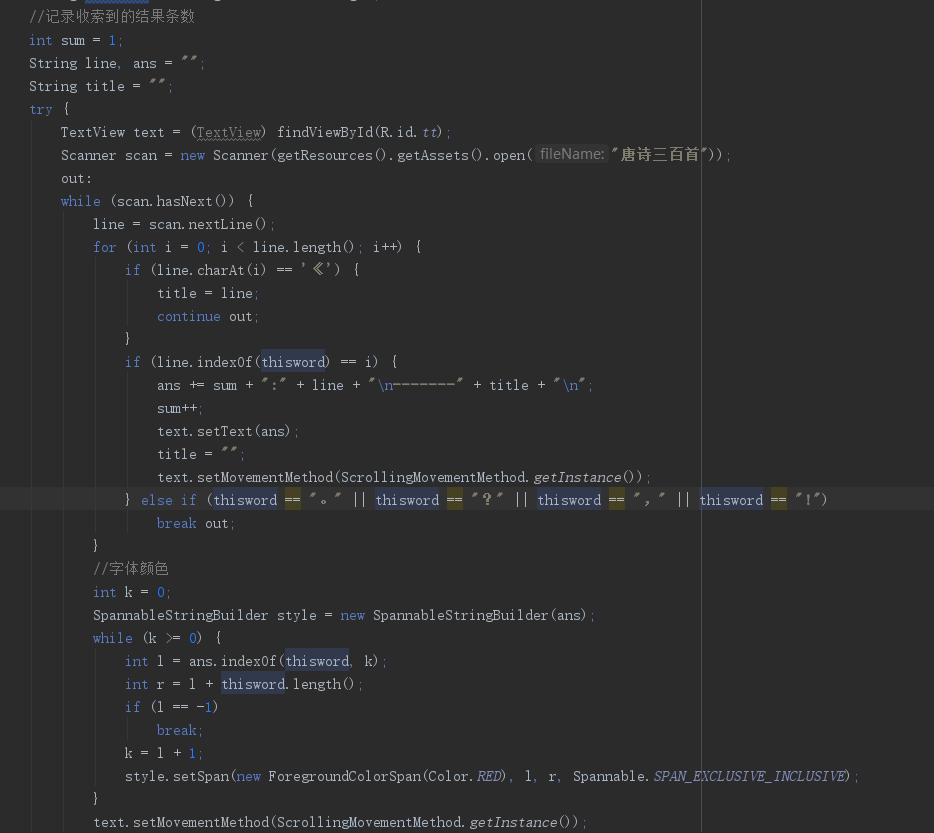 //记录收索到的结果条数
int sum = 1;
String line, ans = "";
String title = "";
try {
TextView text = (TextView) findViewById(R.id.tt);
Scanner scan = new Scanner(getResources().getAssets().open( fileName: "唐诗三百首"));
out:
while (scan.hasNext()) {
line = scan.nextLine();
for (int i = 0; i < line.length(); i++) {
if (line.charAt(i) == '《') {
title = line;
continue out;
}
if (line.indexOf(thisword) == i) {
ans += sum + ":" + line + "\n-------" + title + "\n";
sum++;
text.setText(ans);
title = "";
text.setMovementMethod(ScrollingMovementMethod.getInstance());
} else if (thisword == "。" || thisword == "？" || thisword == "，" || thisword == "！")
break out;
}
//字体颜色
int k = 0;
SpannableStringBuilder style = new SpannableStringBuilder(ans);
while (k >= 0) {
int l = ans.indexOf(thisword, k);
int r = l + thisword.length();
if (l == -1)
break;
k = l + 1;
style.setSpan(new ForegroundColorSpan(Color.RED), l, r, Spannable.SPAN_EXCLUSIVE_INCLUSIVE);
}
text.setMovementMethod(ScrollingMovementMethod.getInstance());